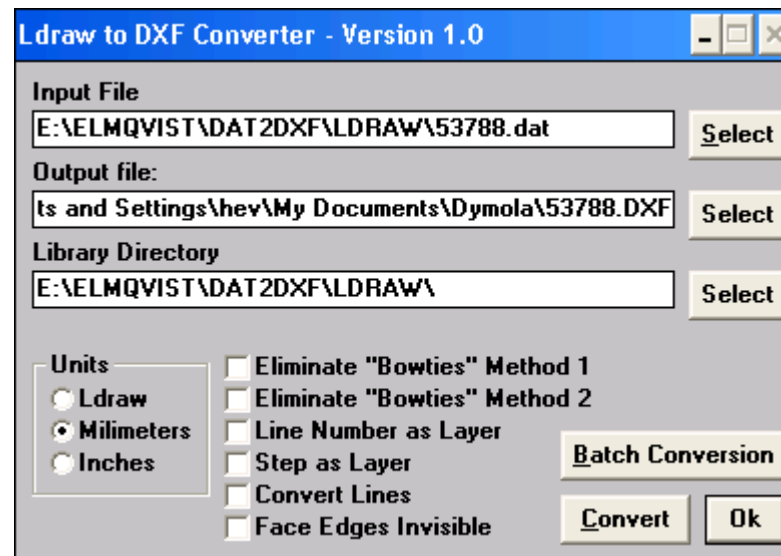 Ldraw to DXF Converter - Version 1.0
Input File
E:\ELMQVIST\DAT2DXF\LDRAW\53788.dat
Select
Output file:
ts and Settings\hev\My Documents\Dymola\53788.DXF
Select
Library Directory
E:\ELMQVIST\DAT2DXF\LDRAW\
Select
Units
Ldraw
Milimeters
Inches
Eliminate "Bowties" Method 1
Eliminate "Bowties" Method 2
Line Number as Layer
Step as Layer
Convert Lines
Face Edges Invisible
Batch Conversion
Convert
Ok